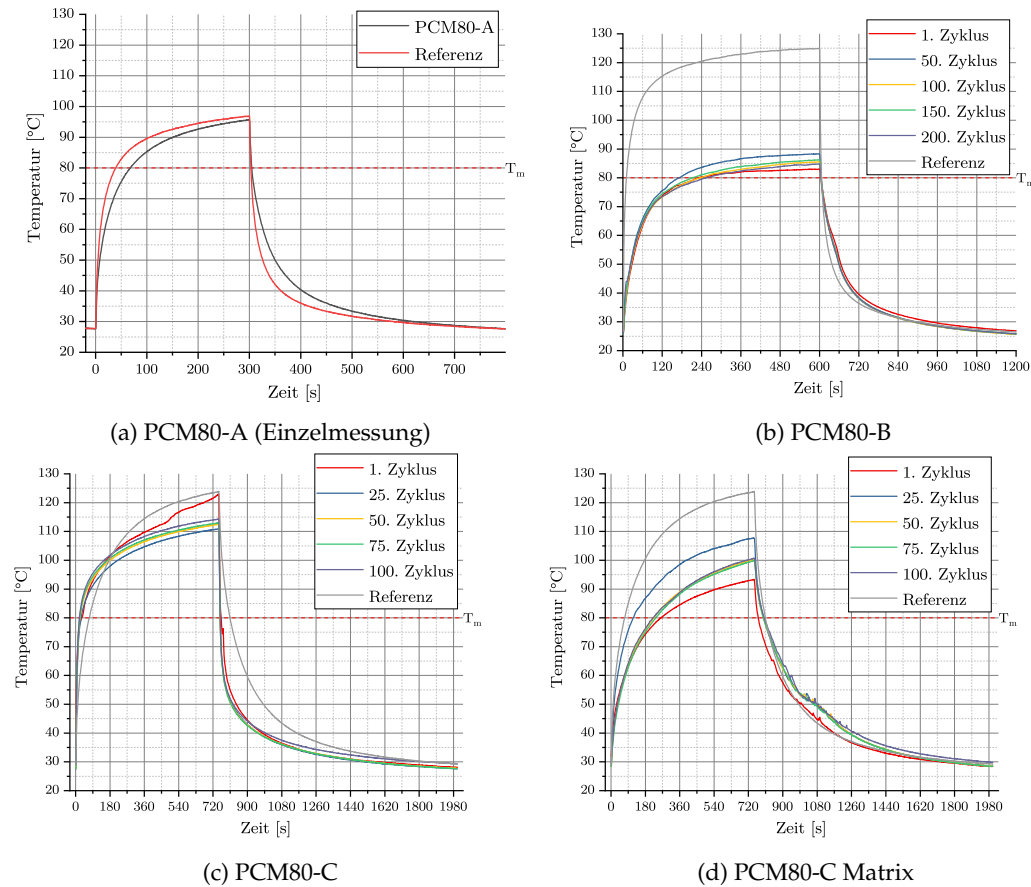 130
120
110
100
90
80
70
60
50
40
30
20
Temperatur [°C]
PCM80-A
Referenz
T_m
0 100 200 300 400 500 600 700
Zeit [s]
(a) PCM80-A (Einzelmessung)
130
120
110
100
90
80
70
60
50
40
30
20
Temperatur [°C]
1. Zyklus
50. Zyklus
100. Zyklus
150. Zyklus
200. Zyklus
Referenz
T_m
0 120 240 360 480 600 720 840 960 1080 1200
Zeit [s]
(b) PCM80-B
130
120
110
100
90
80
70
60
50
40
30
20
Temperatur [°C]
1. Zyklus
25. Zyklus
50. Zyklus
75. Zyklus
100. Zyklus
Referenz
T_m
0 180 360 540 720 900 1080 1260 1440 1620 1800 1980
Zeit [s]
(c) PCM80-C
130
120
110
100
90
80
70
60
50
40
30
20
Temperatur [°C]
1. Zyklus
25. Zyklus
50. Zyklus
75. Zyklus
100. Zyklus
Referenz
T_m
0 180 360 540 720 900 1080 1260 1440 1620 1800 1980
Zeit [s]
(d) PCM80-C Matrix